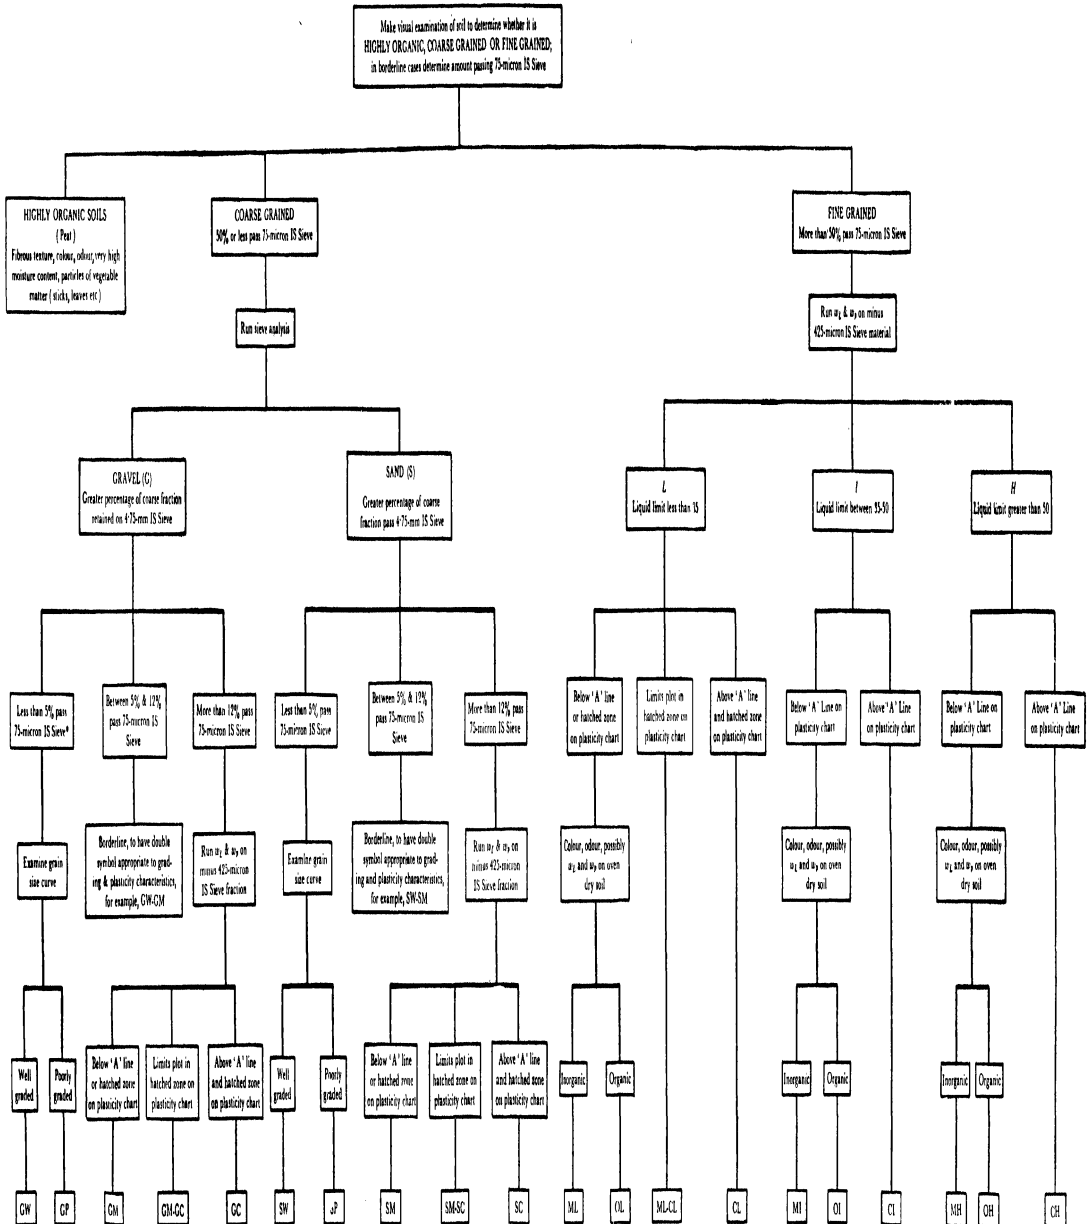 Make visual examination of soil to determine whether it is
HIGHLY ORGANIC, COARSE GRAINED OR FINE GRAINED;
in borderline cases determine amount passing 75-micron IS Sieve
HIGHLY ORGANIC SOILS
( Peat )
Fibrous texture, colour, odour, very high
moisture content, particles of vegetable
matter ( sticks, leaves etc )
COARSE GRAINED
50% or less pass 75-micron IS Sieve
FINE GRAINED
More than 50% pass 75-micron IS Sieve
Run sieve analysis
Run wL & wP on minus
425-micron IS Sieve material
GRAVEL (G)
Greater percentage of coarse fraction
retained on 4·75-mm IS Sieve
SAND (S)
Greater percentage of coarse
fraction pass 4·75-mm IS Sieve
L
Liquid limit less than 35
I
Liquid limit between 35-50
H
Liquid limit greater than 50
Less than 5% pass
75-micron IS Sieve*
Between 5% & 12%
pass 75-micron IS
Sieve
More than 12% pass
75-micron IS Sieve
Less than 5% pass
75-micron IS Sieve
Between 5% & 12%
pass 75-micron IS
Sieve
More than 12% pass
75-micron IS Sieve
Below 'A' line
or hatched zone
on plasticity chart
Limits plot in
hatched zone on
plasticity chart
Above 'A' line
and hatched zone
on plasticity chart
Below 'A' Line on
plasticity chart
Above 'A' Line
on plasticity chart
Below 'A' Line on
plasticity chart
Above 'A' Line
on plasticity chart
Examine grain
size curve
Borderline, to have double
symbol appropriate to grad-
ing & plasticity characteristics,
for example, GW-GM
Run wL & wP on
minus 425-micron
IS Sieve fraction
Examine grain
size curve
Borderline, to have double
symbol appropriate to grad-
ing and plasticity characteristics,
for example, SW-SM
Run wL & wP on
minus 425-micron
IS Sieve fraction
Colour, odour, possibly
wL and wP on oven
dry soil
Colour, odour, possibly
wL and wP on oven
dry soil
Colour, odour, possibly
wL and wP on oven
dry soil
Well
graded
Poorly
graded
Below 'A' line
or hatched zone
on plasticity chart
Limits plot in
hatched zone on
plasticity chart
Above 'A' line
and hatched zone
on plasticity chart
Well
graded
Poorly
graded
Below 'A' line
or hatched zone
on plasticity chart
Limits plot in
hatched zone on
plasticity chart
Above 'A' line
and hatched zone
on plasticity chart
Inorganic
Organic
Inorganic
Organic
Inorganic
Organic
GW
GP
GM
GM-GC
GC
SW
SP
SM
SM-SC
SC
ML
OL
ML-CL
CL
MI
OI
CI
MH
OH
CH